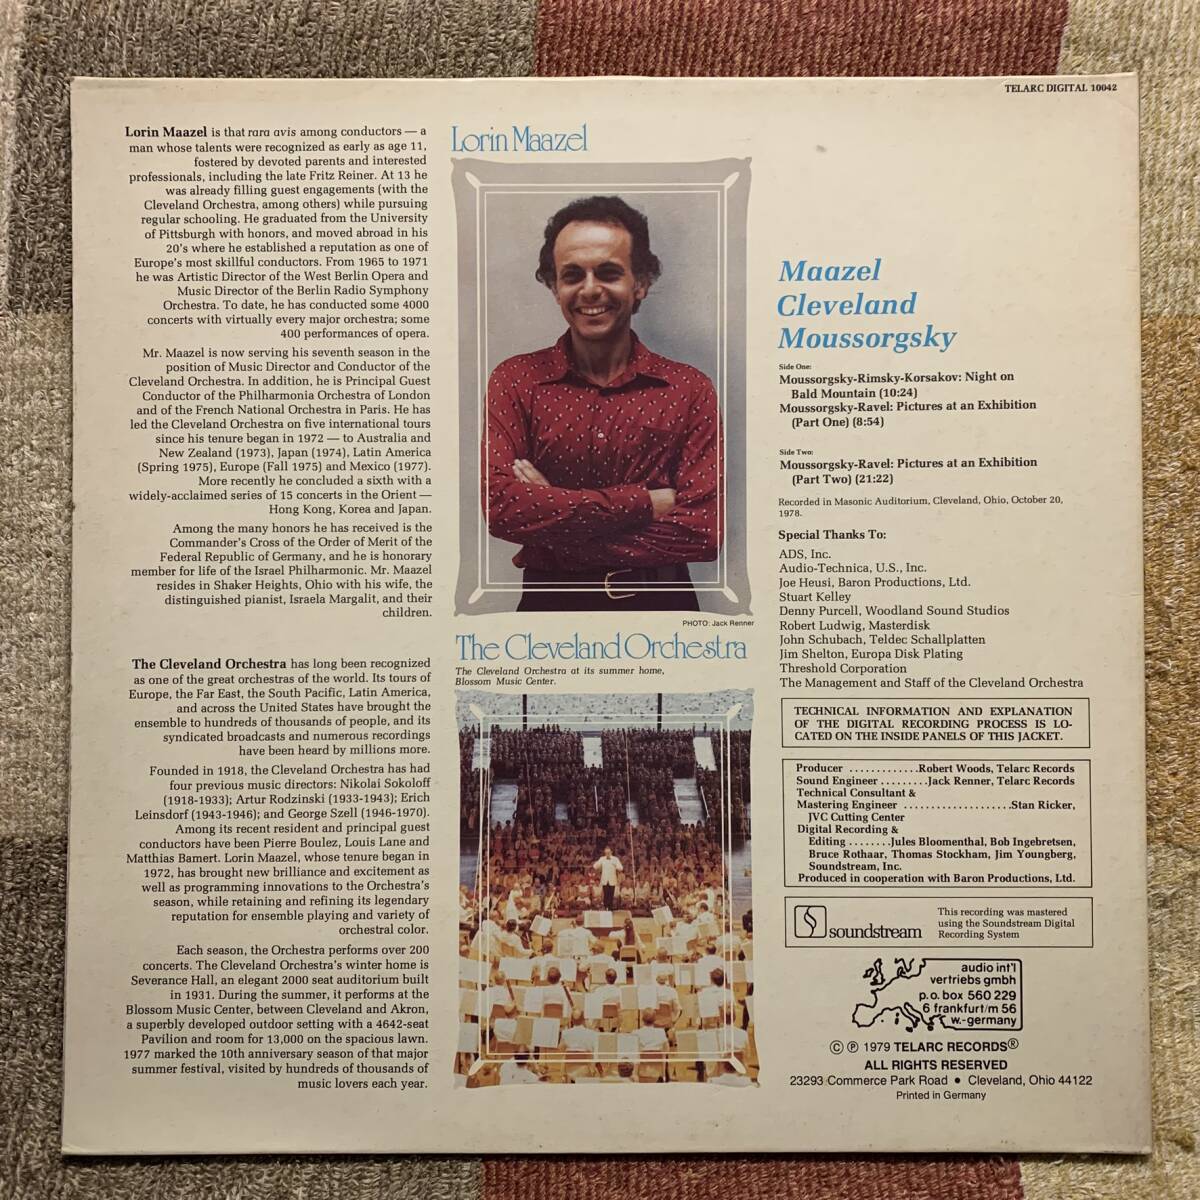 TELARC DIGITAL 10042
Lorin Maazel is that rara avis among conductors — a
man whose talents were recognized as early as age 11,
fostered by devoted parents and interested
professionals, including the late Fritz Reiner. At 13 he
was already filling guest engagements (with the
Cleveland Orchestra, among others) while pursuing
regular schooling. He graduated from the University
of Pittsburgh with honors, and moved abroad in his
20's where he established a reputation as one of
Europe's most skillful conductors. From 1965 to 1971
he was Artistic Director of the West Berlin Opera and
Music Director of the Berlin Radio Symphony
Orchestra. To date, he has conducted some 4000
concerts with virtually every major orchestra; some
400 performances of opera.
Mr. Maazel is now serving his seventh season in the
position of Music Director and Conductor of the
Cleveland Orchestra. In addition, he is Principal Guest
Conductor of the Philharmonia Orchestra of London
and of the French National Orchestra in Paris. He has
led the Cleveland Orchestra on five international tours
since his tenure began in 1972 — to Australia and
New Zealand (1973), Japan (1974), Latin America
(Spring 1975), Europe (Fall 1975) and Mexico (1977).
More recently he concluded a sixth with a
widely-acclaimed series of 15 concerts in the Orient —
Hong Kong, Korea and Japan.
Among the many honors he has received is the
Commander's Cross of the Order of Merit of the
Federal Republic of Germany, and he is honorary
member for life of the Israel Philharmonic. Mr. Maazel
resides in Shaker Heights, Ohio with his wife, the
distinguished pianist, Israela Margalit, and their
children.
The Cleveland Orchestra has long been recognized
as one of the great orchestras of the world. Its tours of
Europe, the Far East, the South Pacific, Latin America,
and across the United States have brought the
ensemble to hundreds of thousands of people, and its
syndicated broadcasts and numerous recordings
have been heard by millions more.
Founded in 1918, the Cleveland Orchestra has had
four previous music directors: Nikolai Sokoloff
(1918-1933); Artur Rodzinski (1933-1943); Erich
Leinsdorf (1943-1946); and George Szell (1946-1970).
Among its recent resident and principal guest
conductors have been Pierre Boulez, Louis Lane and
Matthias Bamert. Lorin Maazel, whose tenure began in
1972, has brought new brilliance and excitement as
well as programming innovations to the Orchestra's
season, while retaining and refining its legendary
reputation for ensemble playing and variety of
orchestral color.
Each season, the Orchestra performs over 200
concerts. The Cleveland Orchestra's winter home is
Severance Hall, an elegant 2000 seat auditorium built
in 1931. During the summer, it performs at the
Blossom Music Center, between Cleveland and Akron,
a superbly developed outdoor setting with a 4642-seat
Pavilion and room for 13,000 on the spacious lawn.
1977 marked the 10th anniversary season of that major
summer festival, visited by hundreds of thousands of
music lovers each year.
Lorin Maazel
PHOTO: Jack Renner
The Cleveland Orchestra
The Cleveland Orchestra at its summer home,
Blossom Music Center.
Maazel
Cleveland
Moussorgsky
Side One:
Moussorgsky-Rimsky-Korsakov: Night on
Bald Mountain (10:24)
Moussorgsky-Ravel: Pictures at an Exhibition
(Part One) (8:54)
Side Two:
Moussorgsky-Ravel: Pictures at an Exhibition
(Part Two) (21:22)
Recorded in Masonic Auditorium, Cleveland, Ohio, October 20,
1978.
Special Thanks To:
ADS, Inc.
Audio-Technica, U.S., Inc.
Joe Heusi, Baron Productions, Ltd.
Stuart Kelley
Denny Purcell, Woodland Sound Studios
Robert Ludwig, Masterdisk
John Schubach, Teldec Schallplatten
Jim Shelton, Europa Disk Plating
Threshold Corporation
The Management and Staff of the Cleveland Orchestra
TECHNICAL INFORMATION AND EXPLANATION
OF THE DIGITAL RECORDING PROCESS IS LO-
CATED ON THE INSIDE PANELS OF THIS JACKET.
Producer ............Robert Woods, Telarc Records
Sound Engineer .........Jack Renner, Telarc Records
Technical Consultant &
Mastering Engineer ....................Stan Ricker,
JVC Cutting Center
Digital Recording &
Editing ........Jules Bloomenthal, Bob Ingebretsen,
Bruce Rothaar, Thomas Stockham, Jim Youngberg,
Soundstream, Inc.
Produced in cooperation with Baron Productions, Ltd.
soundstream
This recording was mastered
using the Soundstream Digital
Recording System
audio int'l
vertriebs gmbh
p.o. box 560 229
6 frankfurt/m 56
w.-germany
© ℗ 1979 TELARC RECORDS®
ALL RIGHTS RESERVED
23293 Commerce Park Road • Cleveland, Ohio 44122
Printed in Germany